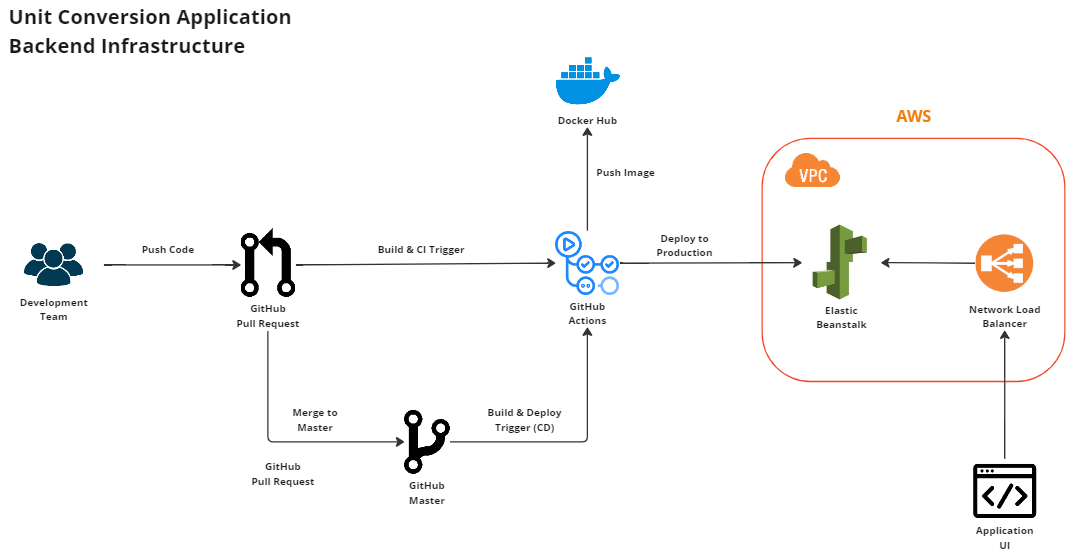 Unit Conversion Application
Backend Infrastructure
Docker Hub
AWS
Push Image
VPC
Push Code
Build & CI Trigger
Deploy to
Production
Development
Team
GitHub
Pull Request
GitHub
Actions
Elastic
Beanstalk
Network Load
Balancer
Merge to
Master
Build & Deploy
Trigger (CD)
GitHub
Pull Request
GitHub
Master
Application
UI